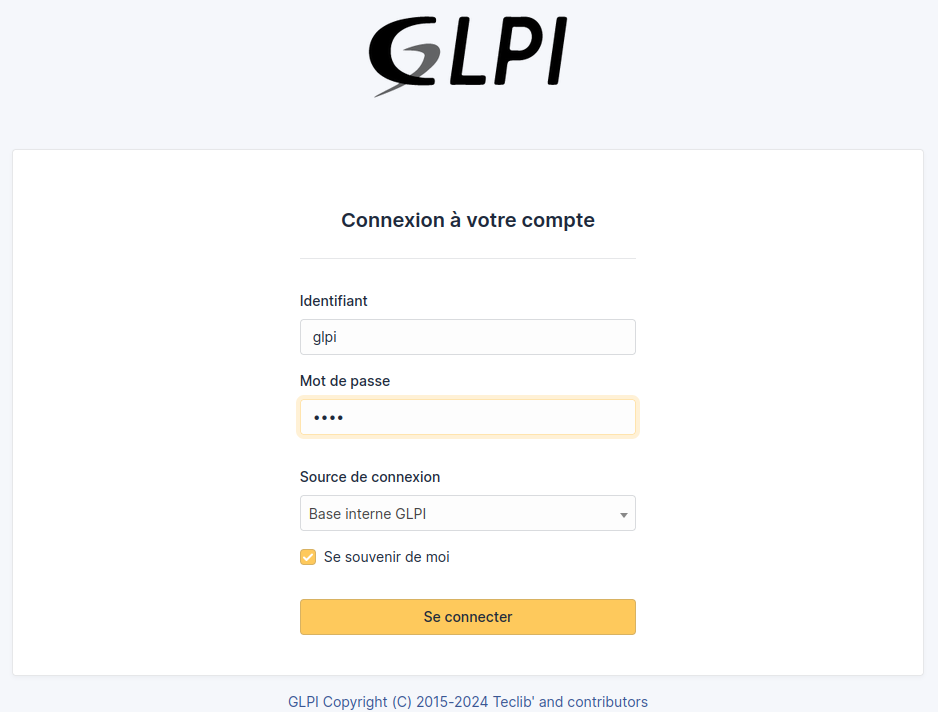 GLPI
Connexion à votre compte
Identifiant
glpi
Mot de passe
••••
Source de connexion
Base interne GLPI
Se souvenir de moi
Se connecter
GLPI Copyright (C) 2015-2024 Teclib' and contributors